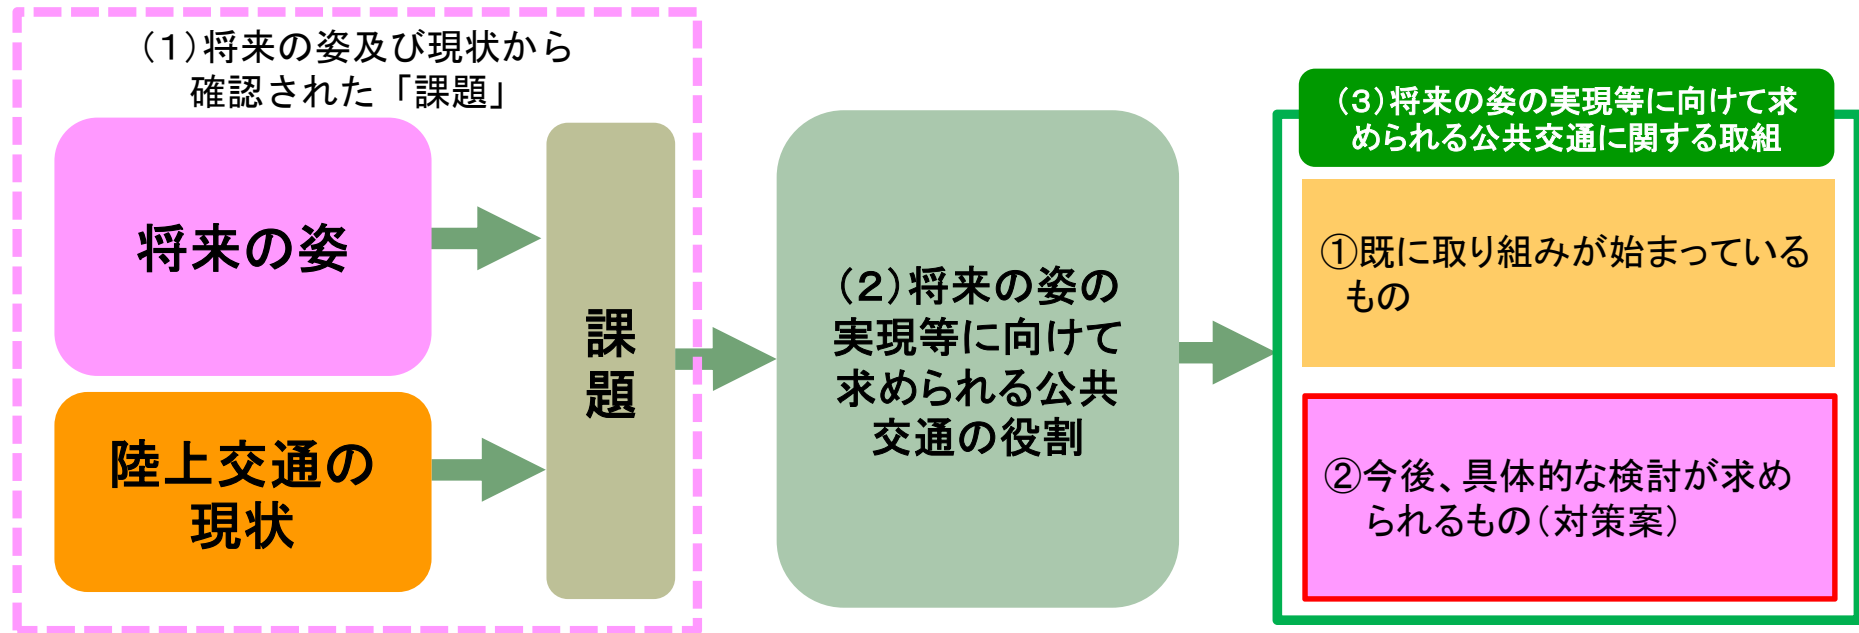 （１）将来の姿及び現状から
確認された「課題」
将来の姿
陸上交通の
現状
課
題
（２）将来の姿の
実現等に向けて
求められる公共
交通の役割
（３）将来の姿の実現等に向けて求
められる公共交通に関する取組
①既に取り組みが始まっている
もの
②今後、具体的な検討が求め
られるもの（対策案）